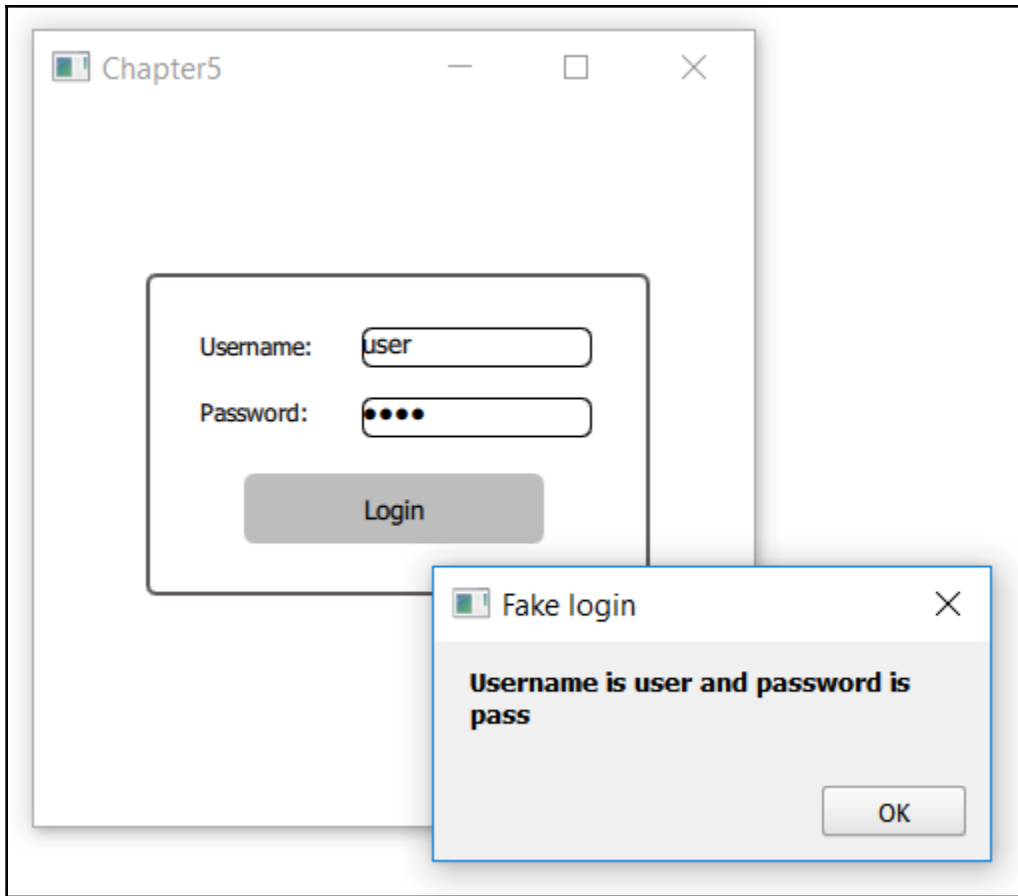 Chapter5
Username:
user
Password:
••••
Login
Fake login
Username is user and password is
pass
OK